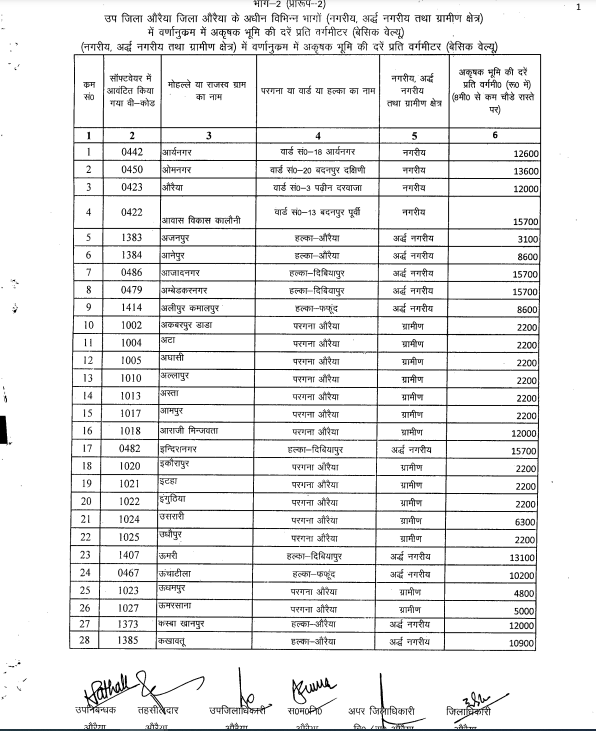 भाग-2 (प्रारूप-2)
1
उप जिला औरैया जिला औरैया के अधीन विभिन्न भागों (नगरीय, अर्द्ध नगरीय तथा ग्रामीण क्षेत्र)
में वर्णानुकम में अकृषक भूमि की दरें प्रति वर्गमीटर (बेसिक वेल्यू)
(नगरीय, अर्द्ध नगरीय तथा ग्रामीण क्षेत्र) में वर्णानुकम में अकृषक भूमि की दरें प्रति वर्गमीटर (बेसिक वेल्यू)
कम सं0 | सॉफ्टवेयर में आवंटित किया गया वी-कोड | मोहल्ले या राजस्व ग्राम का नाम | परगना या वार्ड या हल्का का नाम | नगरीय, अर्द्ध नगरीय तथा ग्रामीण क्षेत्र | अकृषक भूमि की दरें प्रति वर्गमी0 (रू0 में) (8मी0 से कम चौडे रास्ते पर)
1 2 3 4 5 6
1 0442 आर्यनगर वार्ड सं0-18 आर्यनगर नगरीय 12600
2 0450 ओमनगर वार्ड सं0-20 बदनपुर दक्षिणी नगरीय 13600
3 0423 औरैया वार्ड सं0-3 पढ़ीन दरवाजा नगरीय 12000
4 0422 आवास विकास कालौनी वार्ड सं0-13 बदनपुर पूर्वी नगरीय 15700
5 1383 अजनपुर हल्का-औरैया अर्द्ध नगरीय 3100
6 1384 आनेपुर हल्का-औरैया अर्द्ध नगरीय 8600
7 0486 आजादनगर हल्का-दिबियापुर अर्द्ध नगरीय 15700
8 0479 अम्बेडकरनगर हल्का-दिबियापुर अर्द्ध नगरीय 15700
9 1414 अलीपुर कमालपुर हल्का-फफूंद अर्द्ध नगरीय 8600
10 1002 अकबरपुर डाडा परगना औरैया ग्रामीण 2200
11 1004 अटा परगना औरैया ग्रामीण 2200
12 1005 अघासी परगना औरैया ग्रामीण 2200
13 1010 अल्लापुर परगना औरैया ग्रामीण 2200
14 1013 अस्ता परगना औरैया ग्रामीण 2200
15 1017 आमपुर परगना औरैया ग्रामीण 2200
16 1018 आराजी मिन्जवता परगना औरैया ग्रामीण 12000
17 0482 इन्दिरानगर हल्का-दिबियापुर अर्द्ध नगरीय 15700
18 1020 इकौरापुर परगना औरैया ग्रामीण 2200
19 1021 इटहा परगना औरैया ग्रामीण 2200
20 1022 इंगुठिया परगना औरैया ग्रामीण 2200
21 1024 उसरारी परगना औरैया ग्रामीण 6300
22 1025 उधौपुर परगना औरैया ग्रामीण 2200
23 1407 ऊमरी हल्का-दिबियापुर अर्द्ध नगरीय 13100
24 0467 ऊंचाटीला हल्का-फफूंद अर्द्ध नगरीय 10200
25 1023 ऊधमपुर परगना औरैया ग्रामीण 4800
26 1027 ऊमरसाना परगना औरैया ग्रामीण 5000
27 1373 कस्बा खानपुर हल्का-औरैया अर्द्ध नगरीय 12000
28 1385 कखावतू हल्का-औरैया अर्द्ध नगरीय 10900
उपनिबन्धक तहसीलदार उपजिलाधिकारी स0म0नि0 अपर जिलाधिकारी जिलाधिकारी
औरैया औरैया औरैया औरैया औरैया